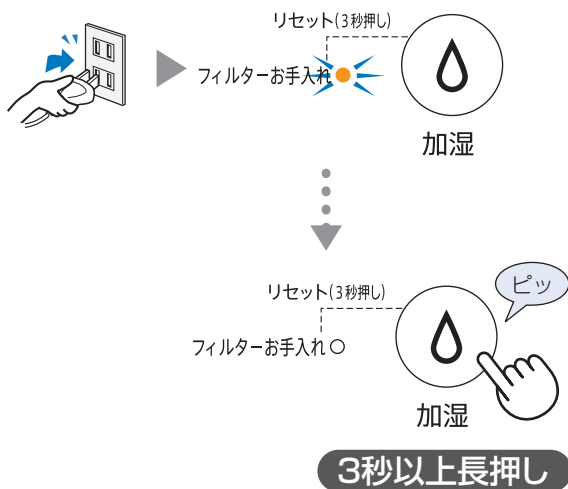 リセット(3秒押し)
フィルターお手入れ
加湿
ピッ
リセット(3秒押し)
フィルターお手入れ
加湿
3秒以上長押し